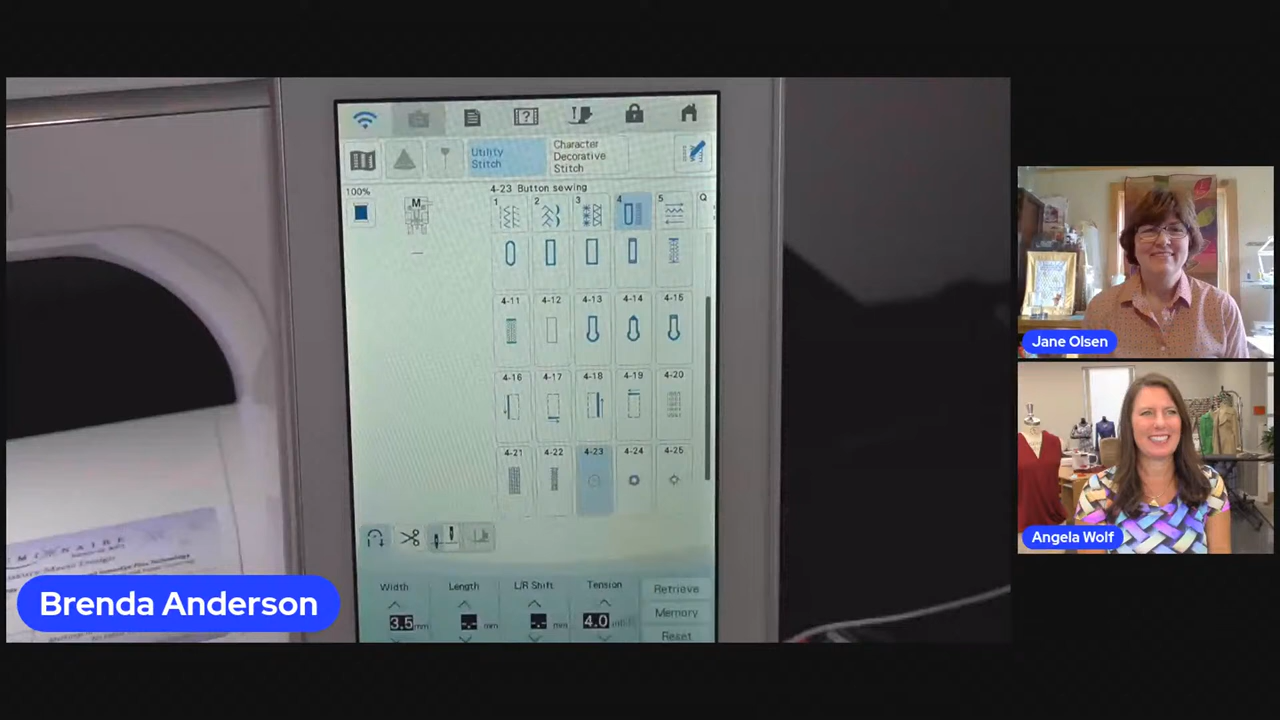 Utility
Stitch
Character
Decorative
Stitch
100%
M
4-23 Button sewing
1 2 3 4 5 Q
4-11 4-12 4-13 4-14 4-15
4-16 4-17 4-18 4-19 4-20
4-21 4-22 4-23 4-24 4-25
Width Length L/R Shift Tension
3.5 mm -.- mm -.- mm 4.0
Retrieve
Memory
Reset
Brenda Anderson
Jane Olsen
Angela Wolf